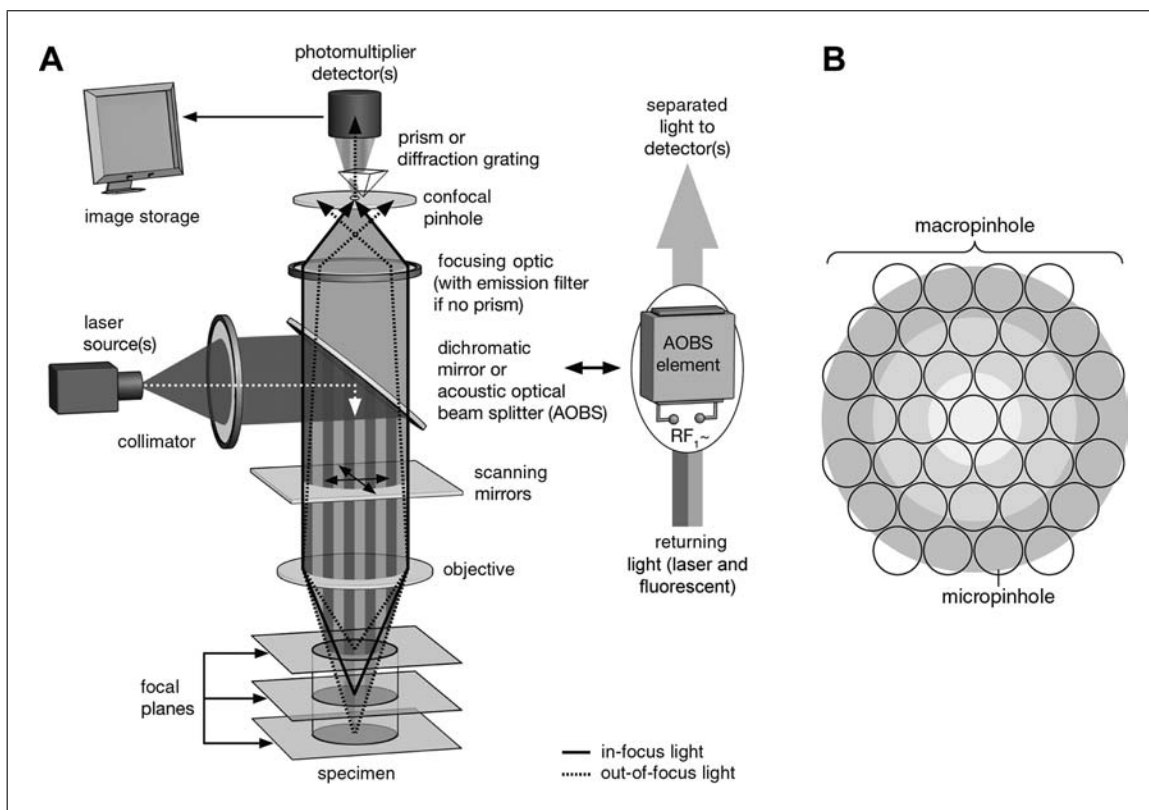 A
photomultiplier
detector(s)
image storage
prism or
diffraction grating
confocal
pinhole
focusing optic
(with emission filter
if no prism)
laser
source(s)
collimator
dichromatic
mirror or
acoustic optical
beam splitter (AOBS)
scanning
mirrors
objective
focal
planes
specimen
in-focus light
out-of-focus light
separated
light to
detector(s)
AOBS
element
RF1~
returning
light (laser and
fluorescent)
B
macropinhole
micropinhole